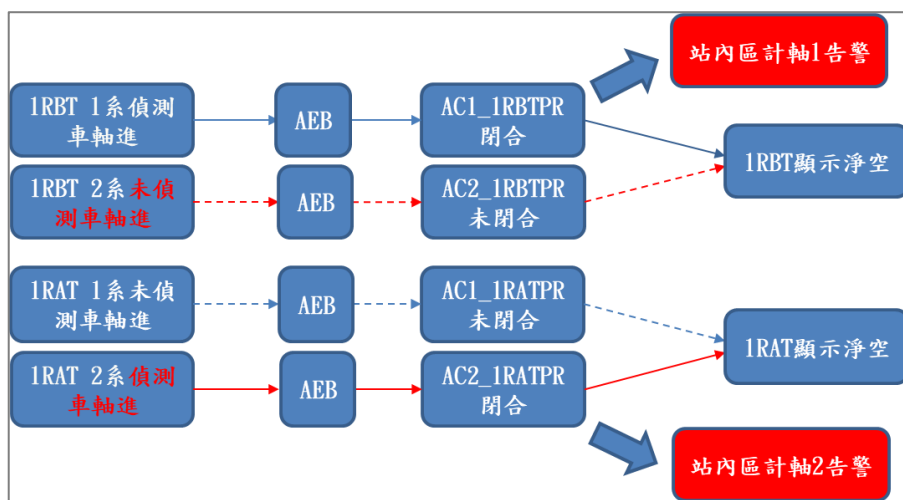 站內區計軸1告警
1RBT 1系偵測
車軸進
AEB
AC1_1RBTPR
閉合
1RBT 2系未偵
測車軸進
AEB
AC2_1RBTPR
未閉合
1RBT顯示淨空
1RAT 1系未偵
測車軸進
AEB
AC1_1RATPR
未閉合
1RAT 2系偵測
車軸進
AEB
AC2_1RATPR
閉合
1RAT顯示淨空
站內區計軸2告警